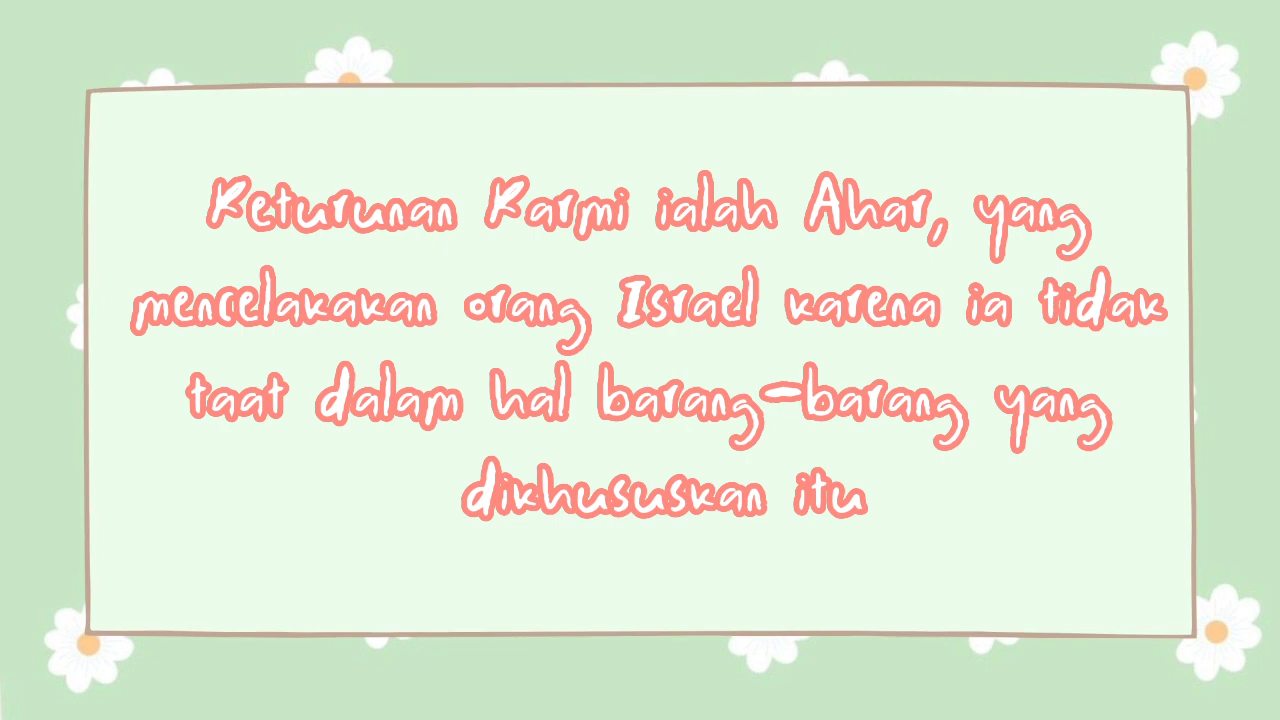 Keturunan Karmi ialah Ahar, yang
mencelakakan orang Israel karena ia tidak
taat dalam hal barang-barang yang
dikhususkan itu